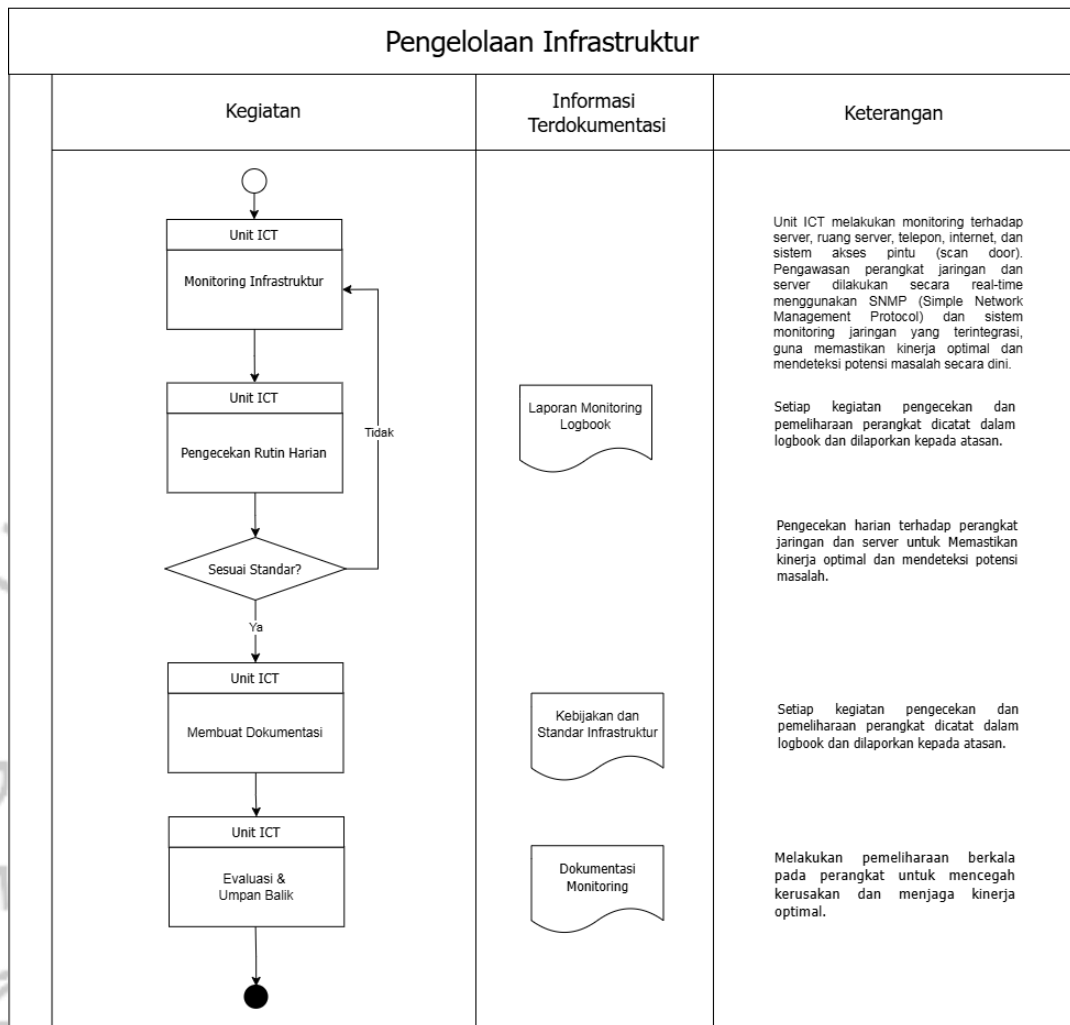 Pengelolaan Infrastruktur
Kegiatan
Informasi
Terdokumentasi
Keterangan
Unit ICT
Monitoring Infrastruktur
Unit ICT melakukan monitoring terhadap
server, ruang server, telepon, internet, dan
sistem akses pintu (scan door).
Pengawasan perangkat jaringan dan
server dilakukan secara real-time
menggunakan SNMP (Simple Network
Management Protocol) dan sistem
monitoring jaringan yang terintegrasi,
guna memastikan kinerja optimal dan
mendeteksi potensi masalah secara dini.
Unit ICT
Pengecekan Rutin Harian
Tidak
Laporan Monitoring
Logbook
Setiap kegiatan pengecekan dan
pemeliharaan perangkat dicatat dalam
logbook dan dilaporkan kepada atasan.
Sesuai Standar?
Pengecekan harian terhadap perangkat
jaringan dan server untuk Memastikan
kinerja optimal dan mendeteksi potensi
masalah.
Ya
Unit ICT
Membuat Dokumentasi
Kebijakan dan
Standar Infrastruktur
Setiap kegiatan pengecekan dan
pemeliharaan perangkat dicatat dalam
logbook dan dilaporkan kepada atasan.
Unit ICT
Evaluasi &
Umpan Balik
Dokumentasi
Monitoring
Melakukan pemeliharaan berkala
pada perangkat untuk mencegah
kerusakan dan menjaga kinerja
optimal.